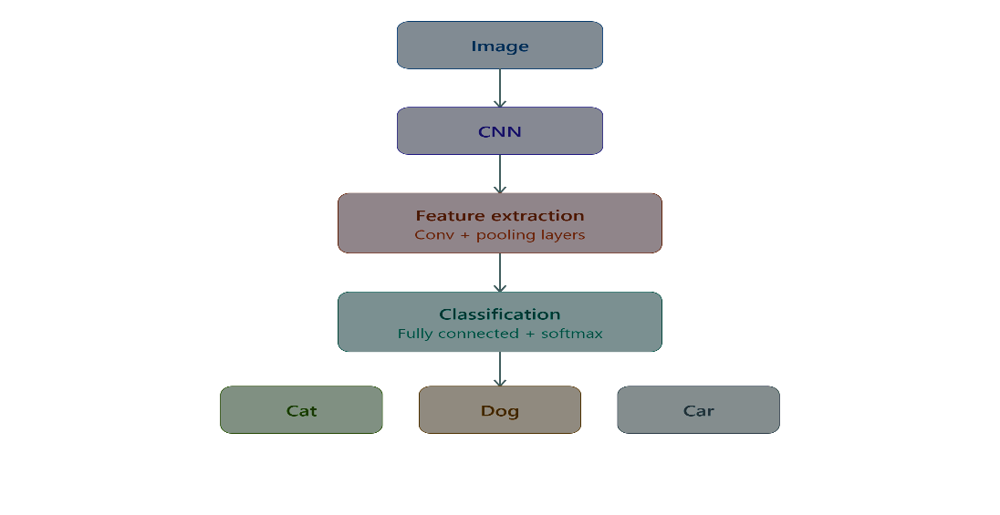 Image
CNN
Feature extraction
Conv + pooling layers
Classification
Fully connected + softmax
Cat
Dog
Car